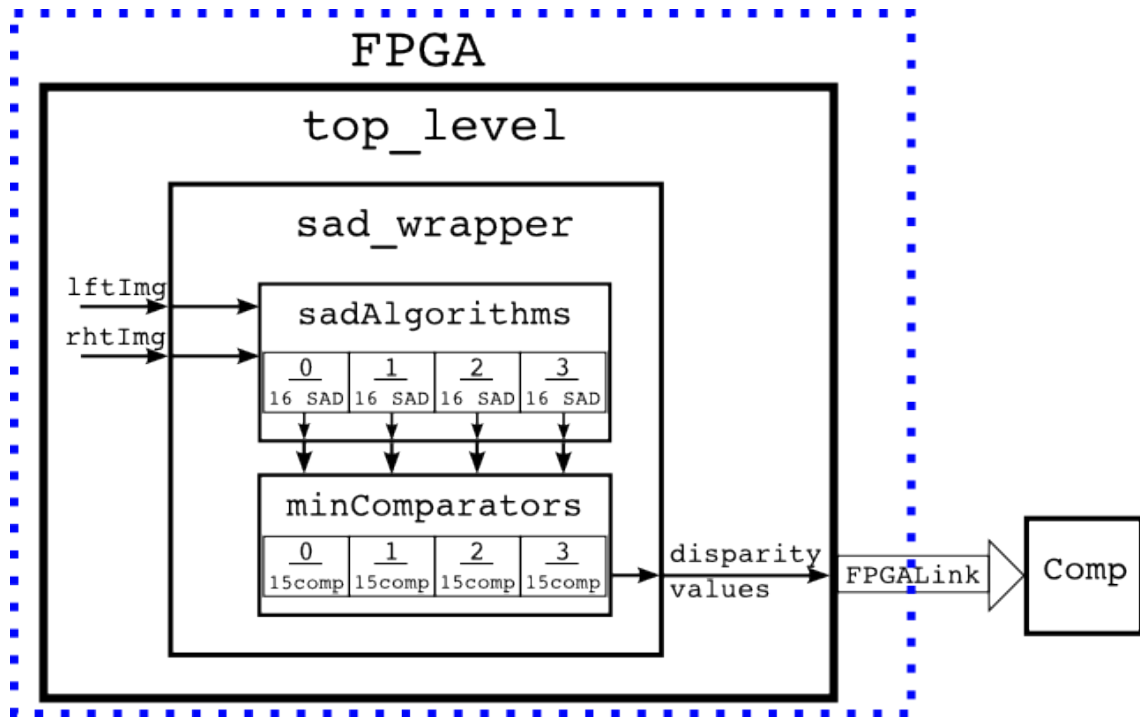 FPGA
top_level
sad_wrapper
lftImg
sadAlgorithms
rhtImg
0 1 2 3
16 SAD 16 SAD 16 SAD 16 SAD
minComparators
0 1 2 3
15comp 15comp 15comp 15comp
disparity
values
FPGALink
Comp